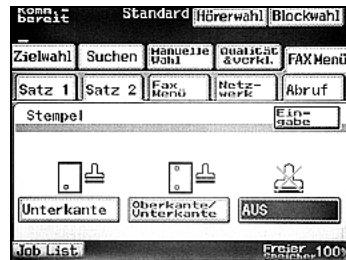 Komm.-
bereit
Standard Hörerwahl Blockwahl
Zielwahl Suchen Manuelle
Wahl Qualität
&Verkl. FAX Menü
Satz 1 Satz 2 Fax
Menü Netz-
werk Abruf
Stempel Ein-
gabe
Unterkante Oberkante/
Unterkante AUS
Job List Freier
Speicher 100%